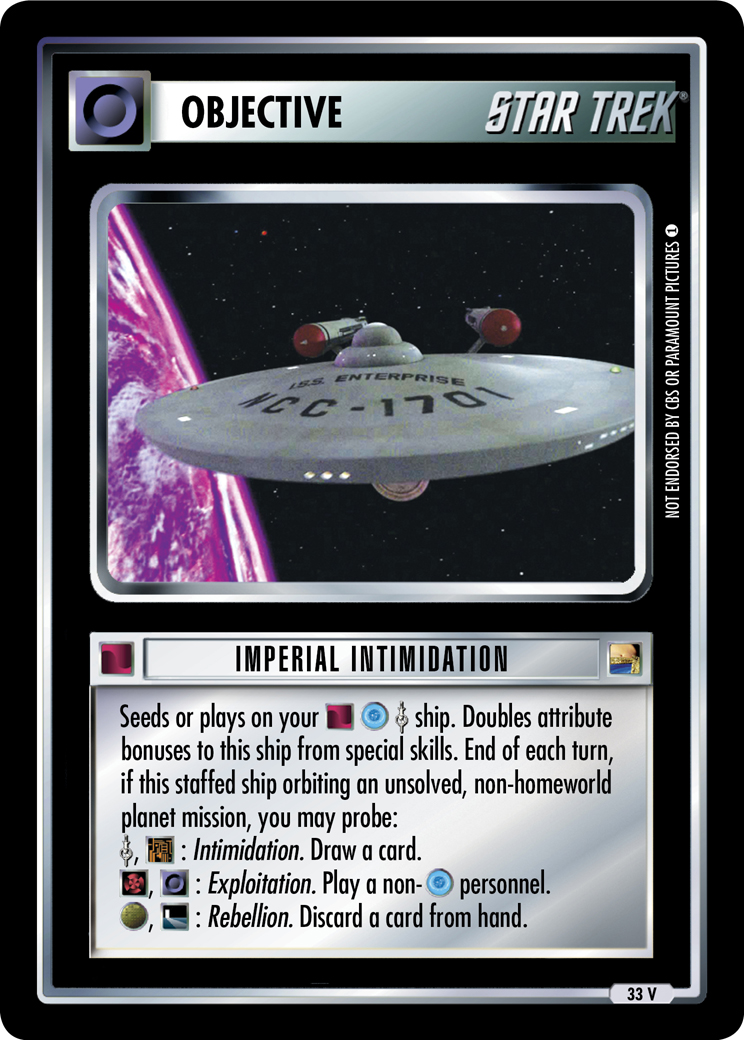 OBJECTIVE
STAR TREK®
I.S.S. ENTERPRISE
NCC-1701
NOT ENDORSED BY CBS OR PARAMOUNT PICTURES 1
IMPERIAL INTIMIDATION
Seeds or plays on your ship. Doubles attribute
bonuses to this ship from special skills. End of each turn,
if this staffed ship orbiting an unsolved, non-homeworld
planet mission, you may probe:
, : Intimidation. Draw a card.
, : Exploitation. Play a non- personnel.
, : Rebellion. Discard a card from hand.
33 V